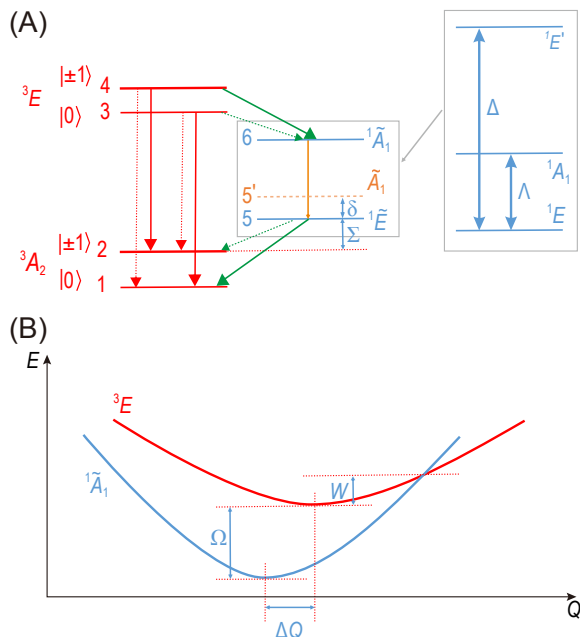 (A)
³E
|±1⟩ 4
|0⟩ 3
6 ¹Ã₁
5' Ã₁
5 ¹Ẽ
δ
Σ
³A₂
|±1⟩ 2
|0⟩ 1
¹E'
Δ
¹A₁
Λ
¹E
(B)
E
³E
¹Ã₁
W
Ω
ΔQ
Q